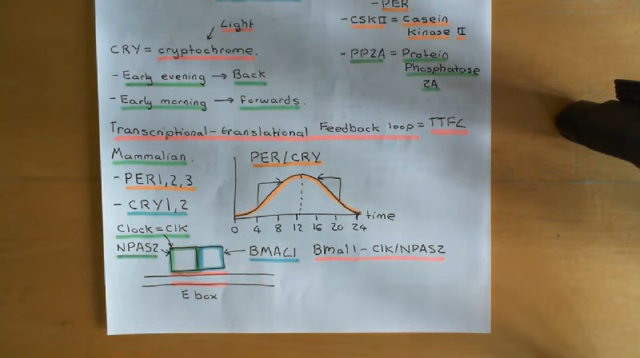 Light
CRY = cryptochrome.
- Early evening → Back
- Early morning → Forwards.
- PER
- CSKII = Casein
Kinase II
- PP2A = Protein
Phosphatase
2A
Transcriptional-translational Feedback loop = TTFL
Mammalian
- PER1,2,3
- CRY1,2
PER/CRY
0 4 8 12 16 20 24 time
Clock = Clk
NPAS2
BMAL1
Bmal1 - Clk/NPAS2
E box